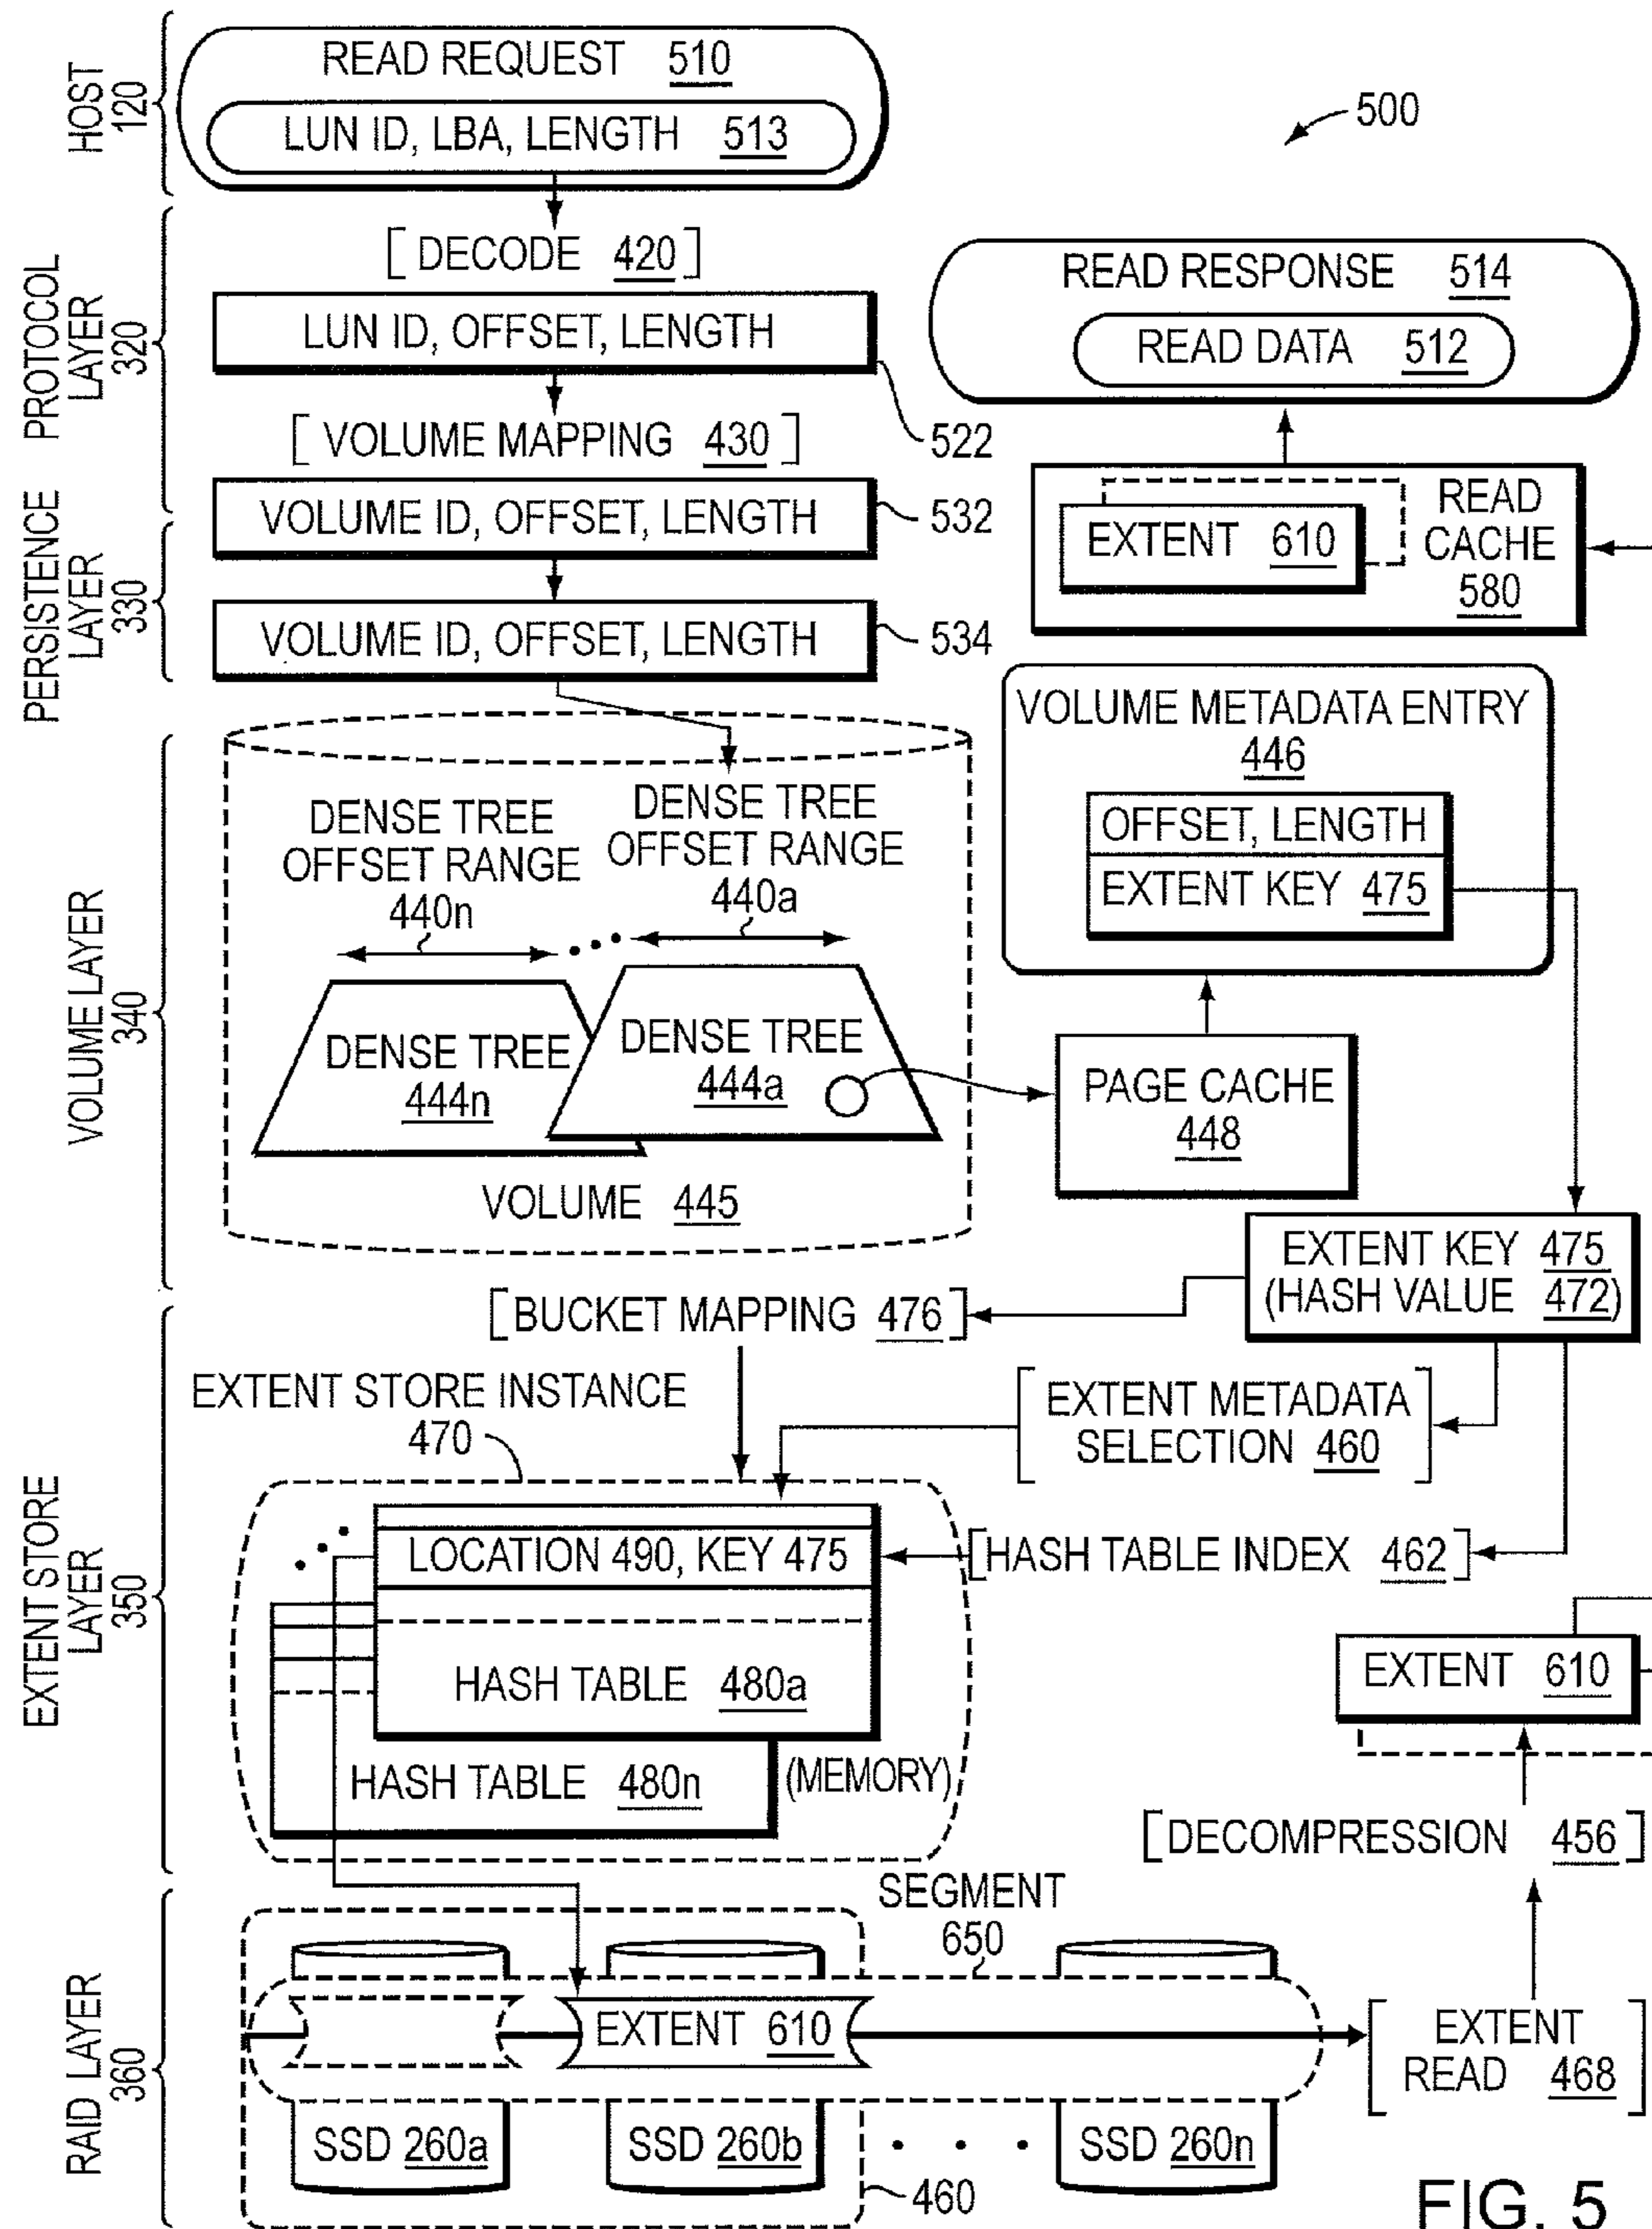 HOST
120
READ REQUEST 510
LUN ID, LBA, LENGTH 513
500
PROTOCOL
LAYER
320
[ DECODE 420 ]
LUN ID, OFFSET, LENGTH
522
[ VOLUME MAPPING 430 ]
READ RESPONSE 514
READ DATA 512
EXTENT 610
READ
CACHE
580
PERSISTENCE
LAYER
330
VOLUME ID, OFFSET, LENGTH
532
VOLUME ID, OFFSET, LENGTH
534
VOLUME LAYER
340
DENSE TREE
OFFSET RANGE
440n
DENSE TREE
OFFSET RANGE
440a
DENSE TREE
444n
DENSE TREE
444a
VOLUME 445
VOLUME METADATA ENTRY
446
OFFSET, LENGTH
EXTENT KEY 475
PAGE CACHE
448
EXTENT KEY 475
(HASH VALUE 472)
EXTENT STORE
LAYER
350
[BUCKET MAPPING 476]
EXTENT STORE INSTANCE
470
[EXTENT METADATA
SELECTION 460]
LOCATION 490, KEY 475
[HASH TABLE INDEX 462]
HASH TABLE 480a
HASH TABLE 480n
(MEMORY)
EXTENT 610
[DECOMPRESSION 456]
RAID LAYER
360
SEGMENT
650
EXTENT 610
[EXTENT
READ 468]
SSD 260a
SSD 260b
. . .
SSD 260n
460
FIG. 5